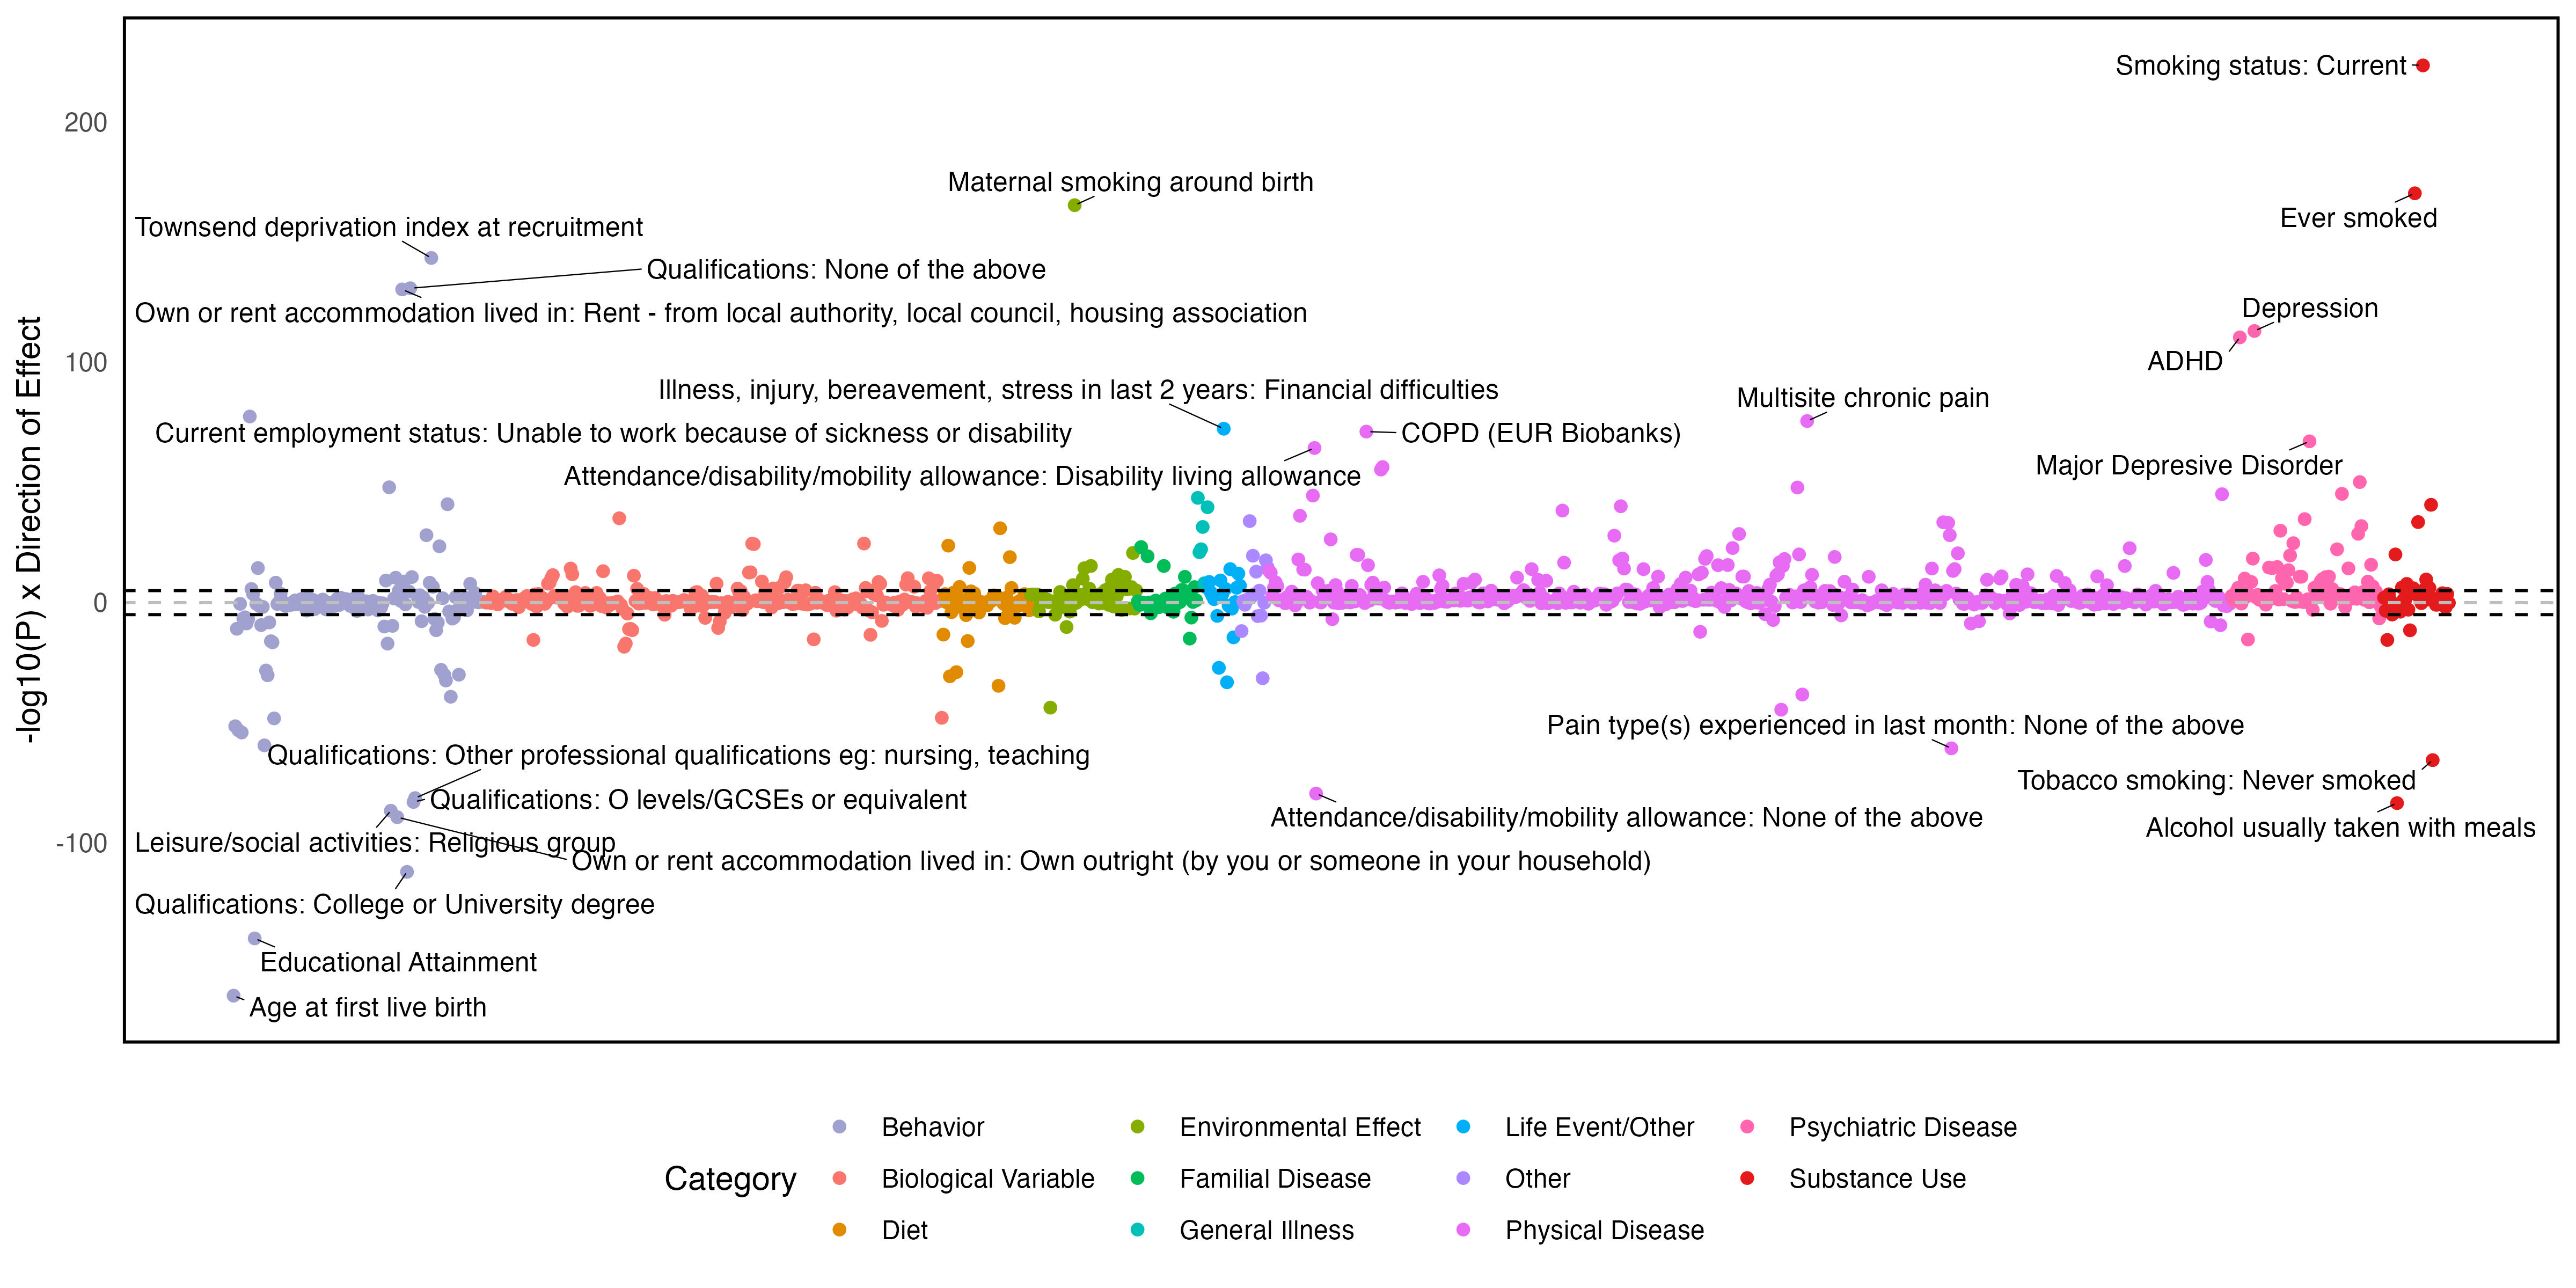 Smoking status: Current
200
Maternal smoking around birth
Ever smoked
Townsend deprivation index at recruitment
Qualifications: None of the above
Own or rent accommodation lived in: Rent - from local authority, local council, housing association
Depression
ADHD
100
Illness, injury, bereavement, stress in last 2 years: Financial difficulties
Multisite chronic pain
Current employment status: Unable to work because of sickness or disability
COPD (EUR Biobanks)
Major Depresive Disorder
Attendance/disability/mobility allowance: Disability living allowance
-log10(P) x Direction of Effect
0
Pain type(s) experienced in last month: None of the above
Qualifications: Other professional qualifications eg: nursing, teaching
Tobacco smoking: Never smoked
Qualifications: O levels/GCSEs or equivalent
Attendance/disability/mobility allowance: None of the above
Alcohol usually taken with meals
-100
Leisure/social activities: Religious group
Own or rent accommodation lived in: Own outright (by you or someone in your household)
Qualifications: College or University degree
Educational Attainment
Age at first live birth
Category
Behavior
Biological Variable
Diet
Environmental Effect
Familial Disease
General Illness
Life Event/Other
Other
Physical Disease
Psychiatric Disease
Substance Use